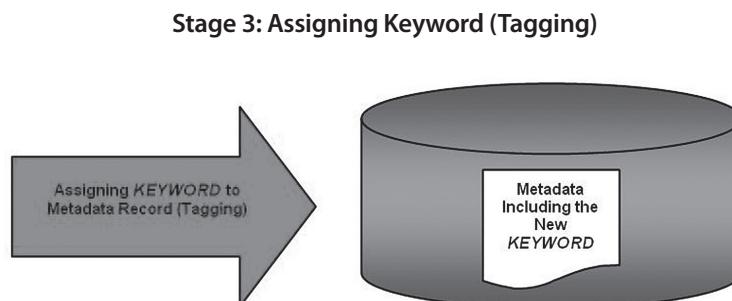 Stage 3: Assigning Keyword (Tagging)
Assigning KEYWORD to
Metadata Record (Tagging)
Metadata
Including the
New
KEYWORD